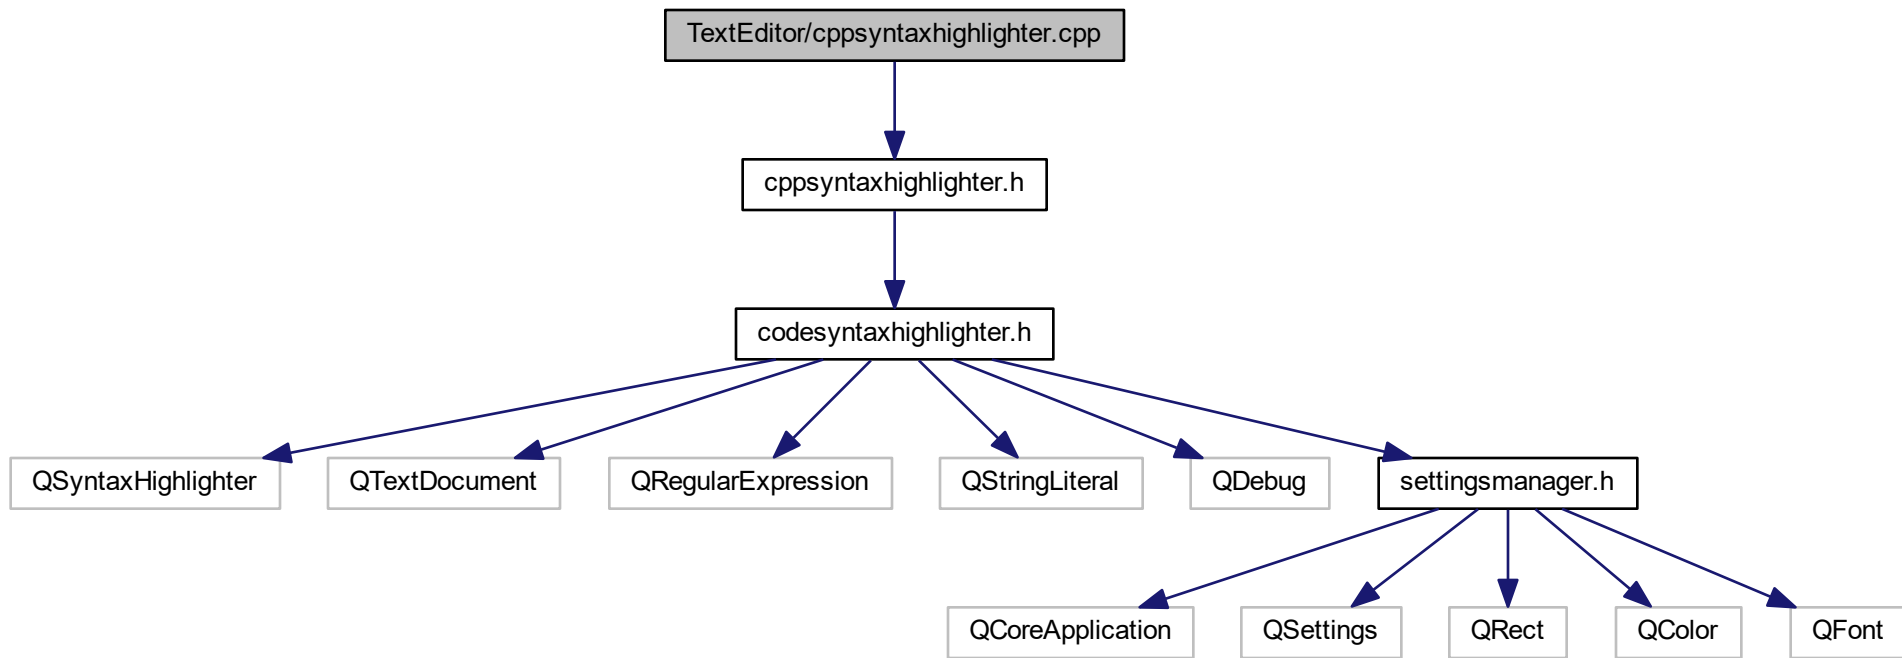 TextEditor/cppsyntaxhighlighter.cpp
cppsyntaxhighlighter.h
codesyntaxhighlighter.h
QSyntaxHighlighter
QTextDocument
QRegularExpression
QStringLiteral
QDebug
settingsmanager.h
QCoreApplication
QSettings
QRect
QColor
QFont